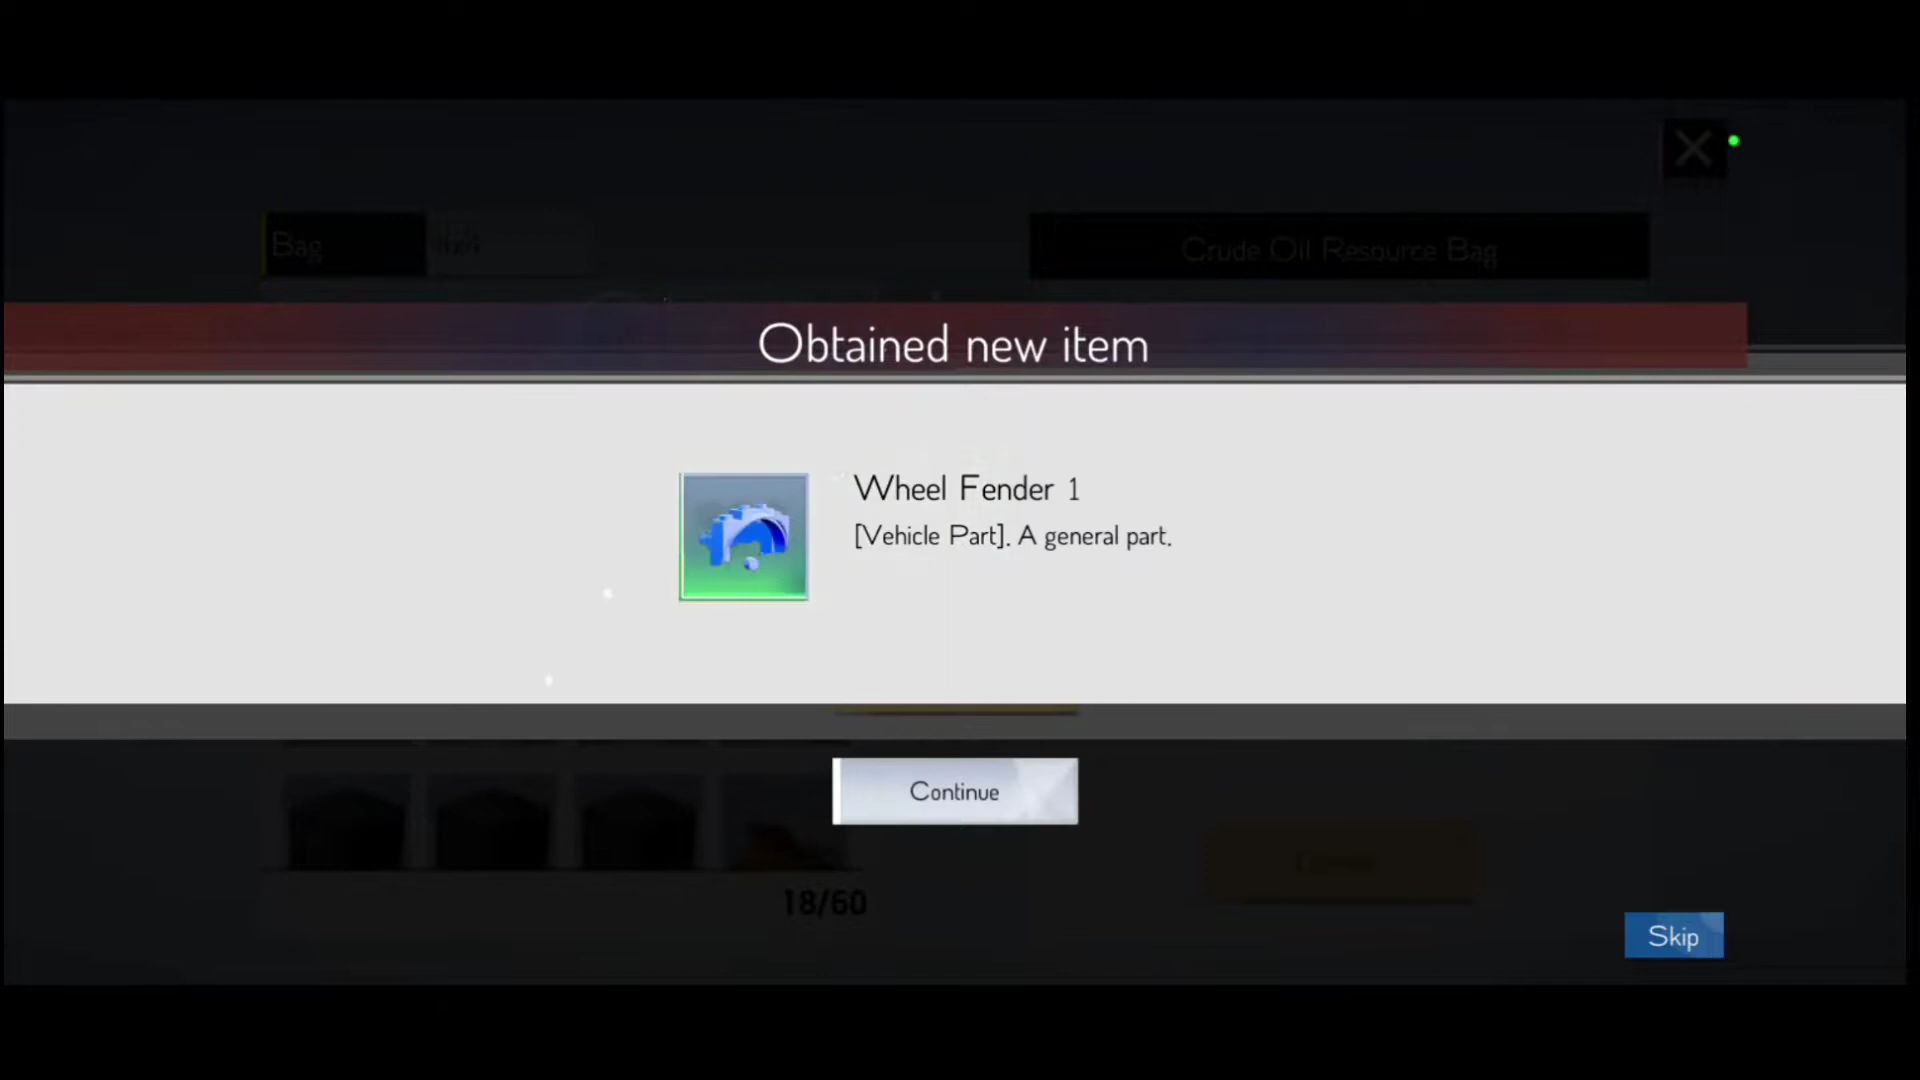 Bag
Crude Oil Resource Bag
Obtained new item
Wheel Fender 1
[Vehicle Part]. A general part.
Continue
18/60
Skip